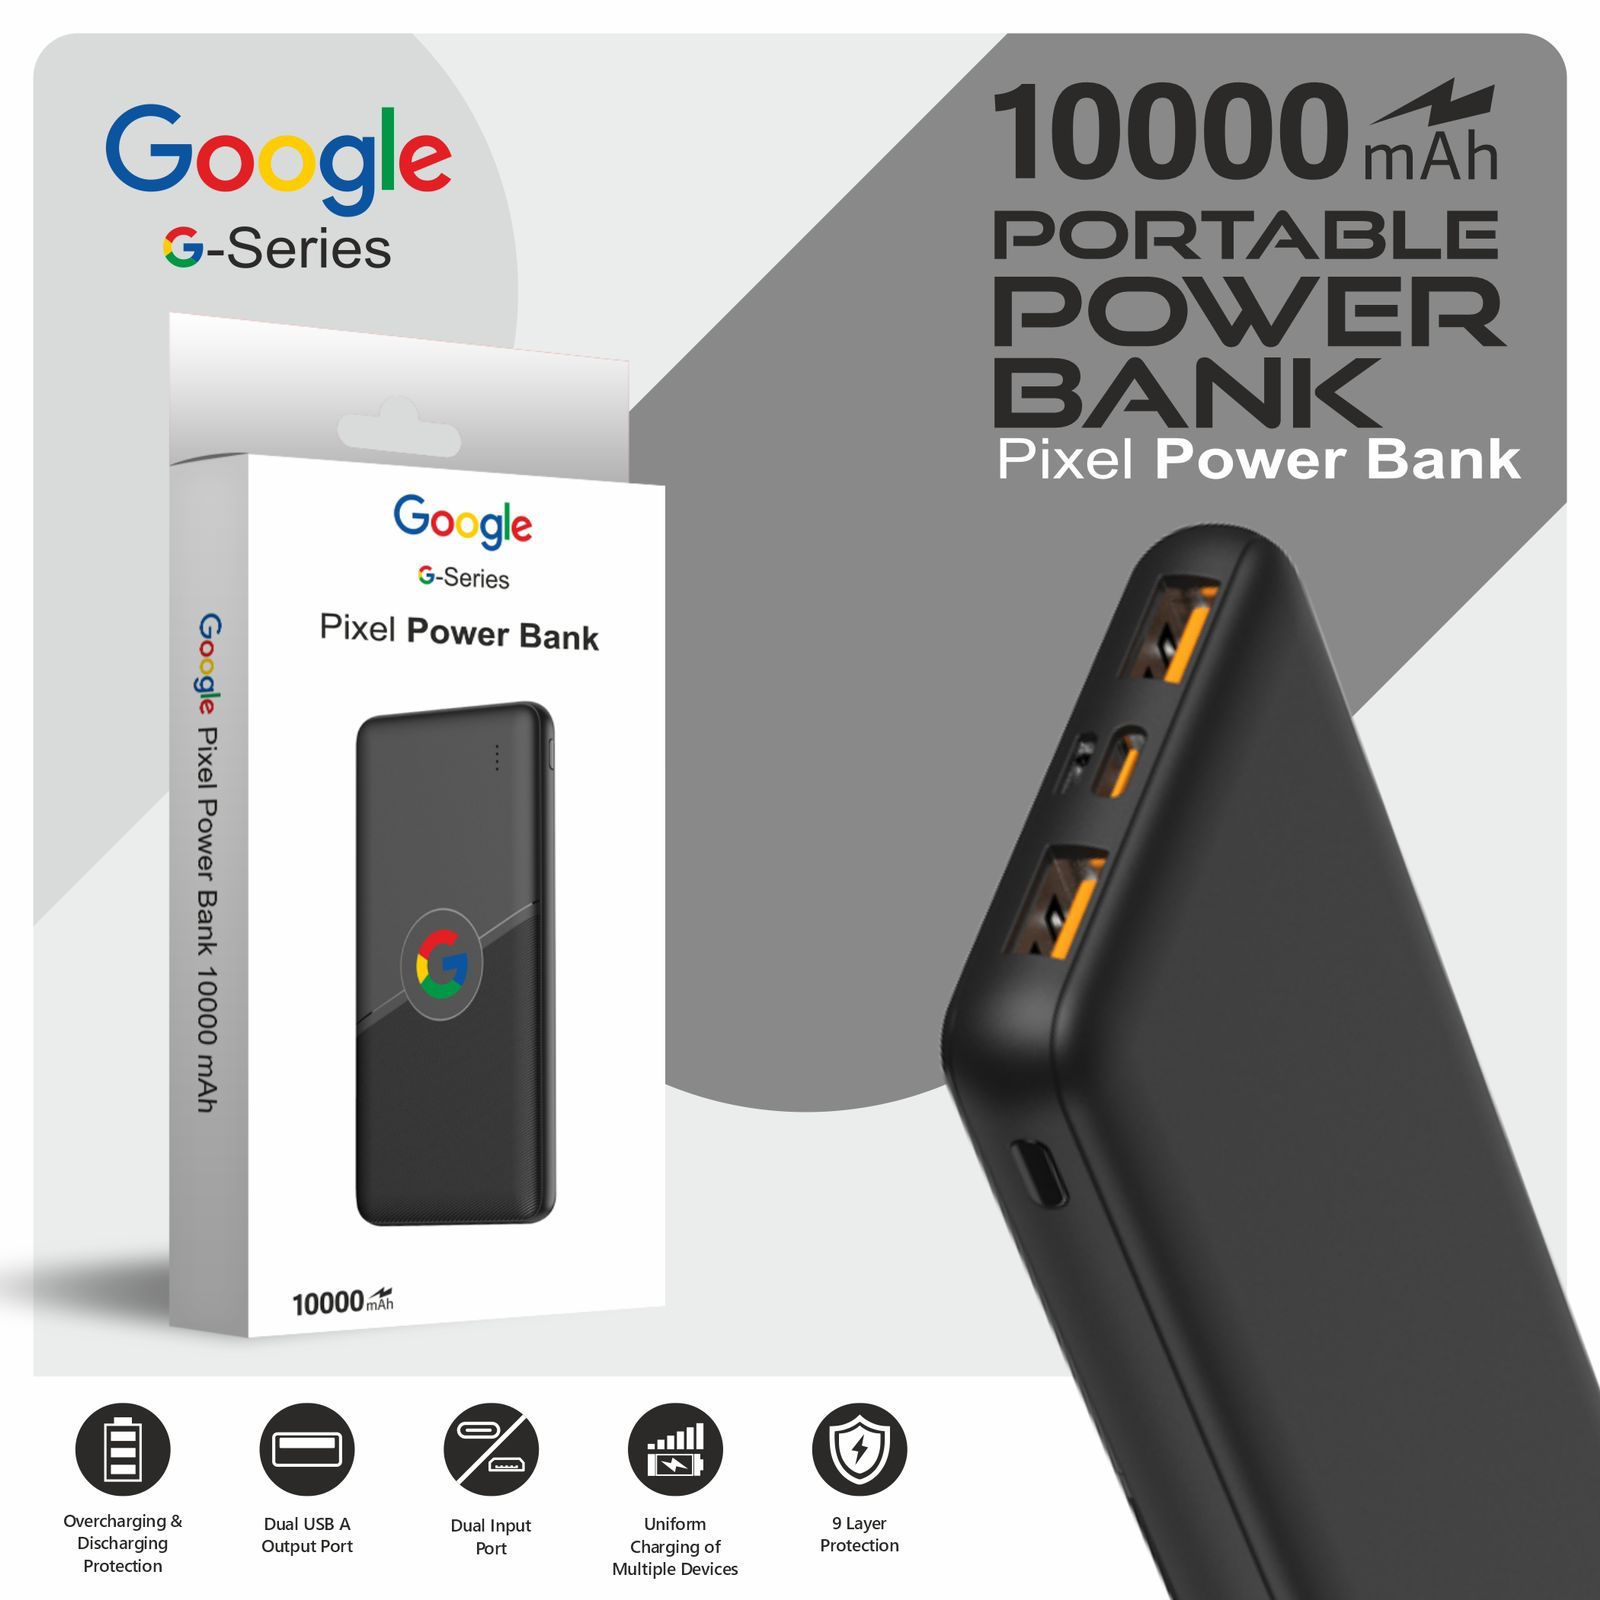 Google
G-Series
10000 mAh
PORTABLE
POWER
BANK
Pixel Power Bank
Google
G-Series
Pixel Power Bank
Google Pixel Power Bank 10000 mAh
G
10000 mAh
Overcharging &
Discharging
Protection
Dual USB A
Output Port
Dual Input
Port
Uniform
Charging of
Multiple Devices
9 Layer
Protection